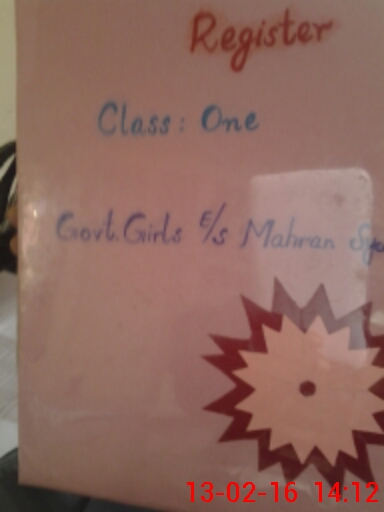 Register
Class: One
Govt. Girls E/s Mahran
13-02-16 14:12